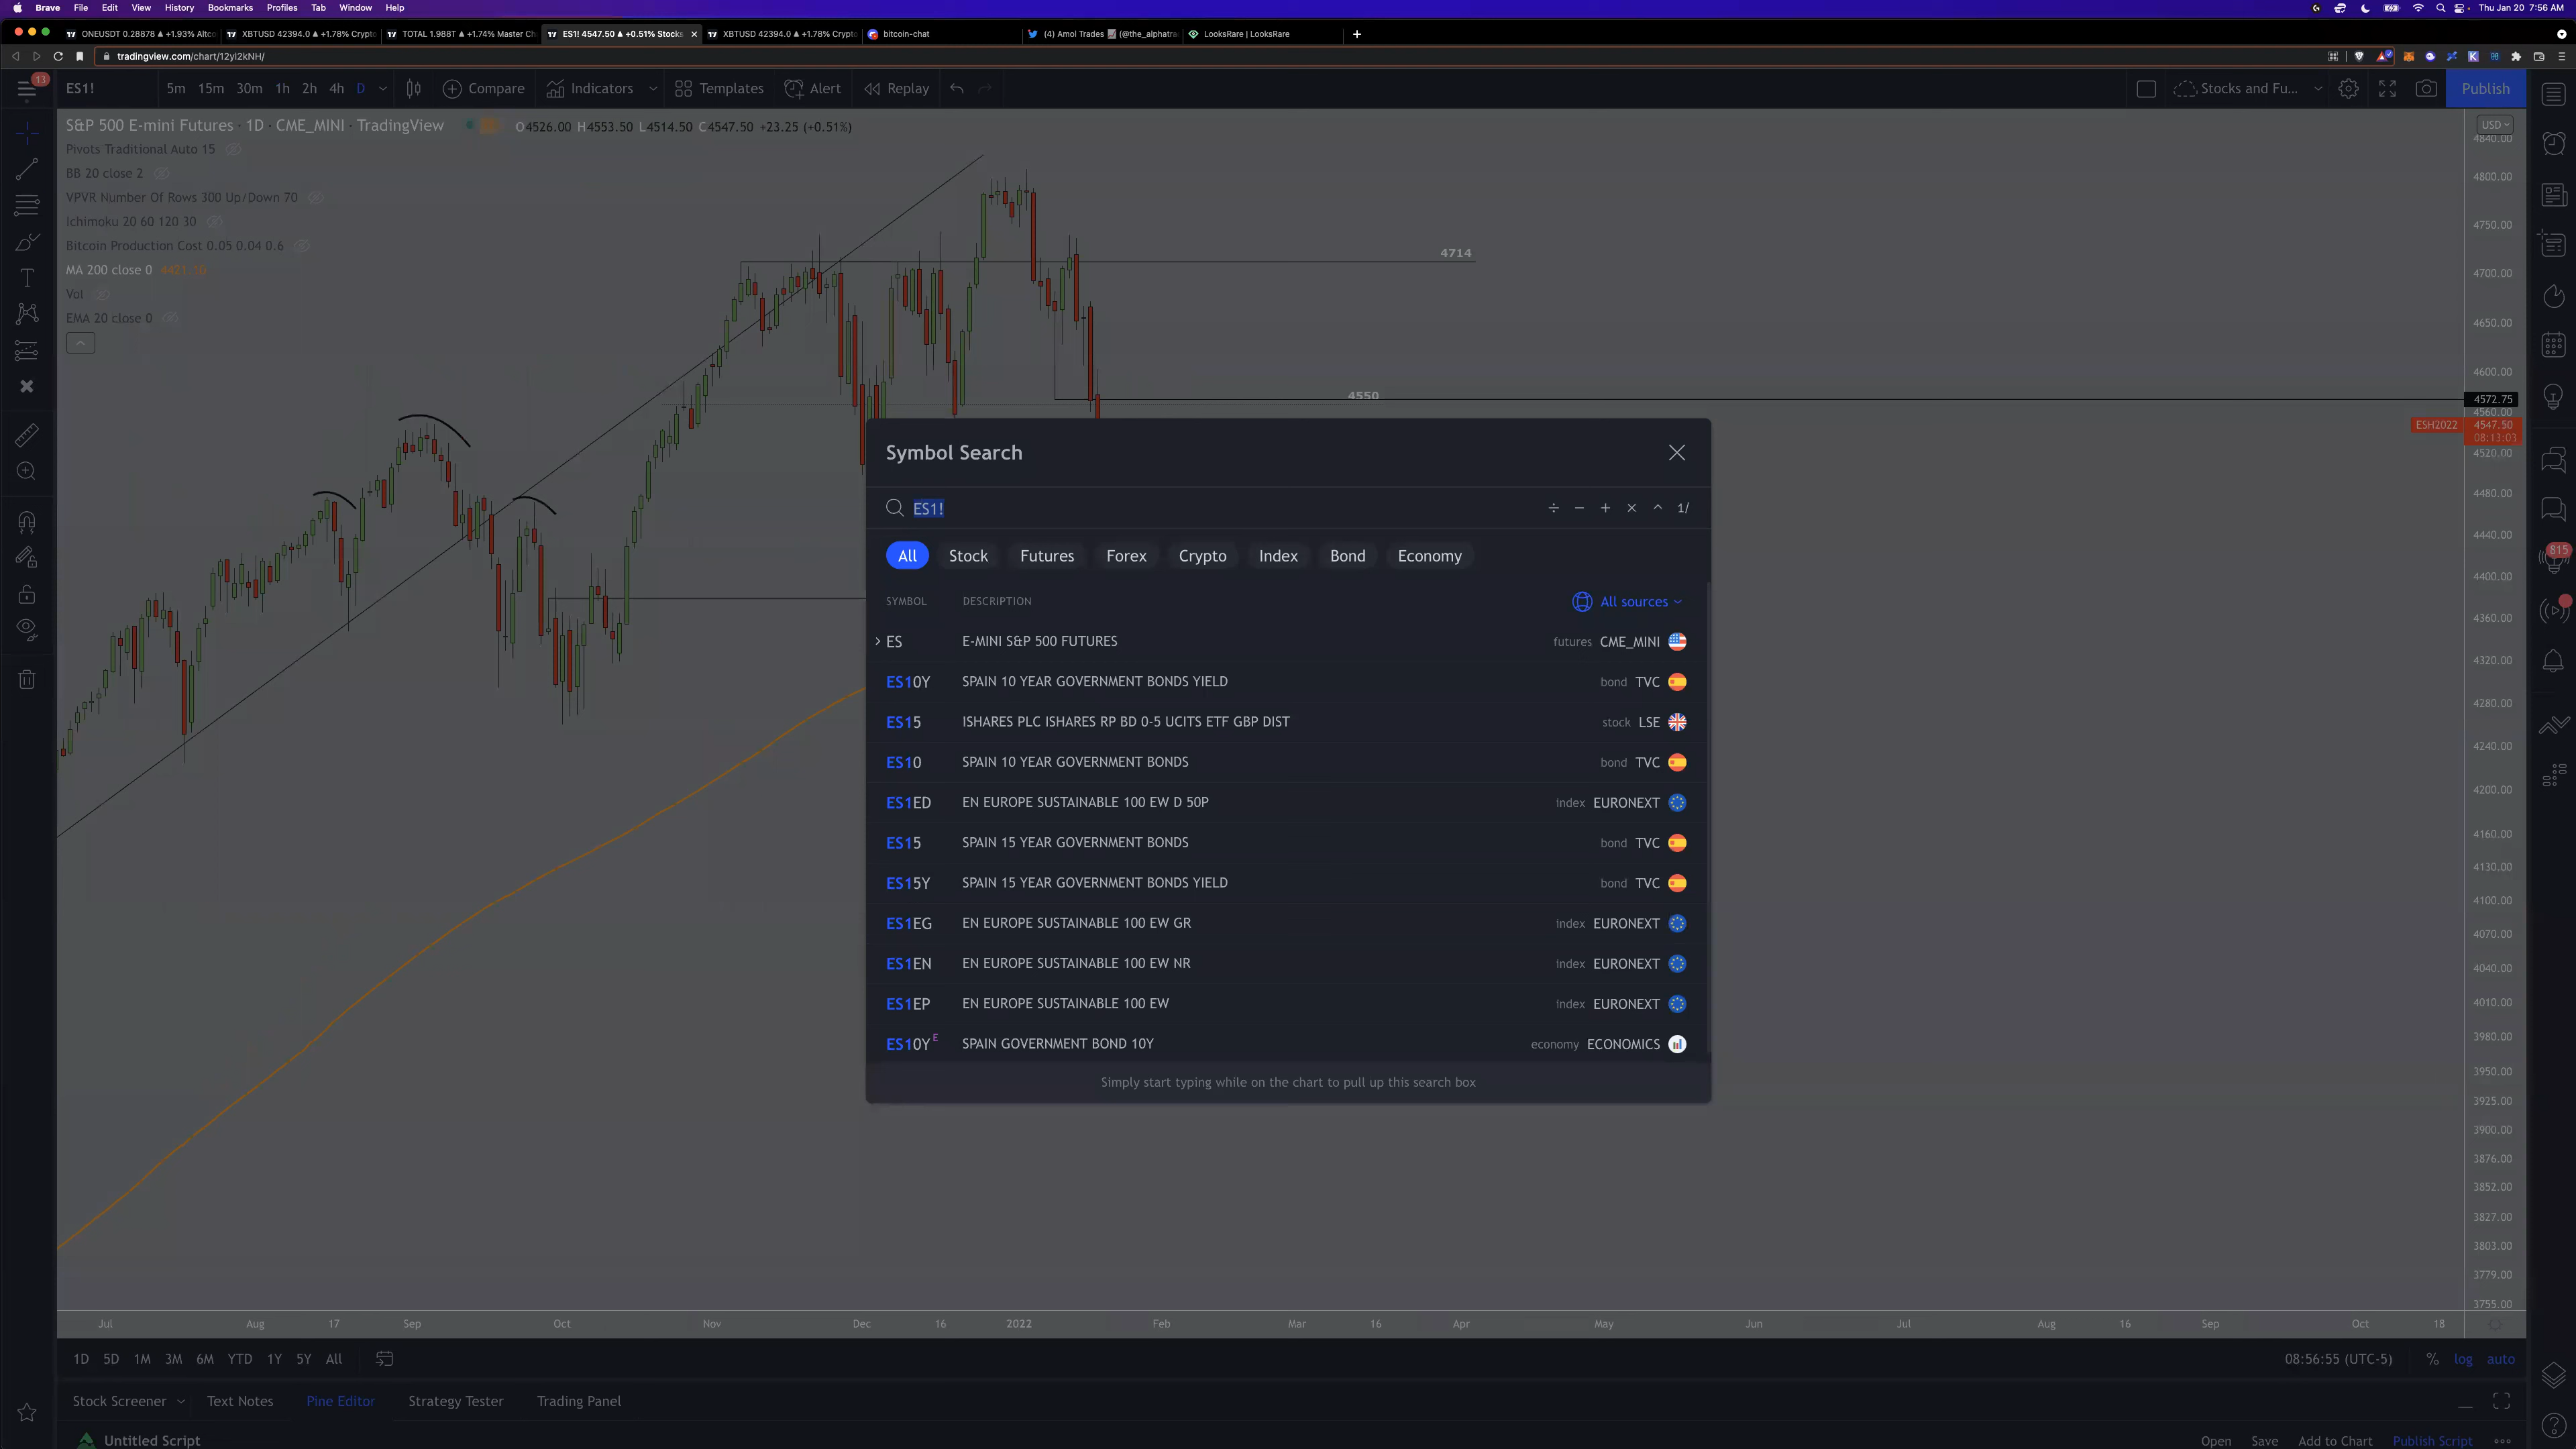 Brave File Edit View History Bookmarks Profiles Tab Window Help Thu Jan 20 7:56 AM
ONEUSDT 0.28878 ▲ +1.93% Altco XBTUSD 42394.0 ▲ +1.78% Crypto TOTAL 1.988T ▲ +1.74% Master Ch ES1! 4547.50 ▲ +0.51% Stocks XBTUSD 42394.0 ▲ +1.78% Crypto bitcoin-chat (4) Amol Trades (@the_alphatra LooksRare | LooksRare
tradingview.com/chart/12yl2kNH/
13
ES1! 5m 15m 30m 1h 2h 4h D Compare Indicators Templates Alert Replay Stocks and Fu... Publish
S&P 500 E-mini Futures · 1D · CME_MINI · TradingView O4526.00 H4553.50 L4514.50 C4547.50 +23.25 (+0.51%)
USD
Pivots Traditional Auto 15
BB 20 close 2
VPVR Number Of Rows 300 Up/Down 70
Ichimoku 20 60 120 30
Bitcoin Production Cost 0.05 0.04 0.6
MA 200 close 0
Vol
EMA 20 close 0
4714
4550
4840.00
4800.00
4750.00
4700.00
4650.00
4600.00
4572.75
4560.00
ESH2022 4547.50
08:13:03
4520.00
4480.00
4440.00
4400.00
4360.00
4320.00
4280.00
4240.00
4200.00
4160.00
4130.00
4100.00
4070.00
4040.00
4010.00
3980.00
3950.00
3925.00
3900.00
3876.00
3852.00
3827.00
3803.00
3779.00
3755.00
815
Symbol Search
ES1! 1/
All Stock Futures Forex Crypto Index Bond Economy
SYMBOL DESCRIPTION All sources
ES E-MINI S&P 500 FUTURES futures CME_MINI
ES10Y SPAIN 10 YEAR GOVERNMENT BONDS YIELD bond TVC
ES15 ISHARES PLC ISHARES RP BD 0-5 UCITS ETF GBP DIST stock LSE
ES10 SPAIN 10 YEAR GOVERNMENT BONDS bond TVC
ES1ED EN EUROPE SUSTAINABLE 100 EW D 50P index EURONEXT
ES15 SPAIN 15 YEAR GOVERNMENT BONDS bond TVC
ES15Y SPAIN 15 YEAR GOVERNMENT BONDS YIELD bond TVC
ES1EG EN EUROPE SUSTAINABLE 100 EW GR index EURONEXT
ES1EN EN EUROPE SUSTAINABLE 100 EW NR index EURONEXT
ES1EP EN EUROPE SUSTAINABLE 100 EW index EURONEXT
ES10Y E SPAIN GOVERNMENT BOND 10Y economy ECONOMICS
Simply start typing while on the chart to pull up this search box
Jul Aug 17 Sep Oct Nov Dec 16 2022 Feb Mar 16 Apr May Jun Jul Aug 16 Sep Oct 18
1D 5D 1M 3M 6M YTD 1Y 5Y All 08:56:55 (UTC-5) % log auto
Stock Screener Text Notes Pine Editor Strategy Tester Trading Panel
Untitled Script Open Save Add to Chart Publish Script